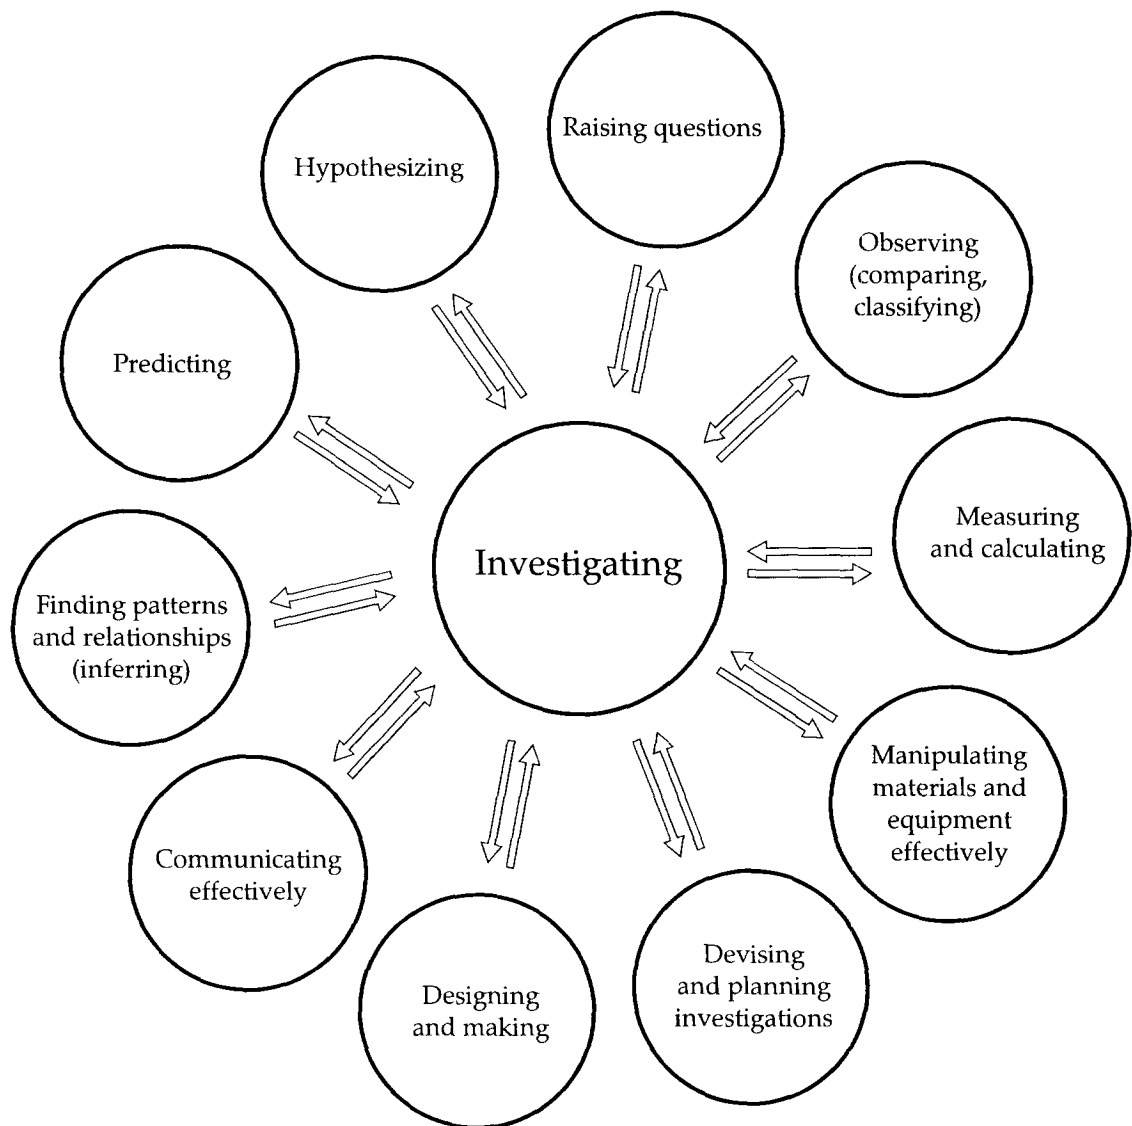 Raising questions
Hypothesizing
Observing
(comparing,
classifying)
Predicting
Measuring
and calculating
Investigating
Finding patterns
and relationships
(inferring)
Manipulating
materials and
equipment
effectively
Communicating
effectively
Devising
and planning
investigations
Designing
and making